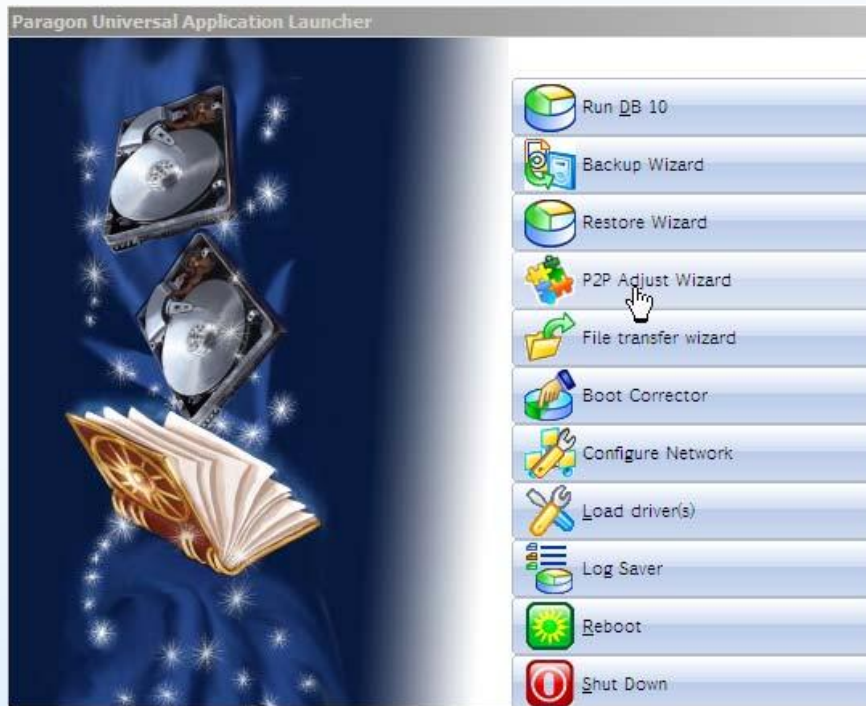 Paragon Universal Application Launcher
Run DB 10
Backup Wizard
Restore Wizard
P2P Adjust Wizard
File transfer wizard
Boot Corrector
Configure Network
Load driver(s)
Log Saver
Reboot
Shut Down